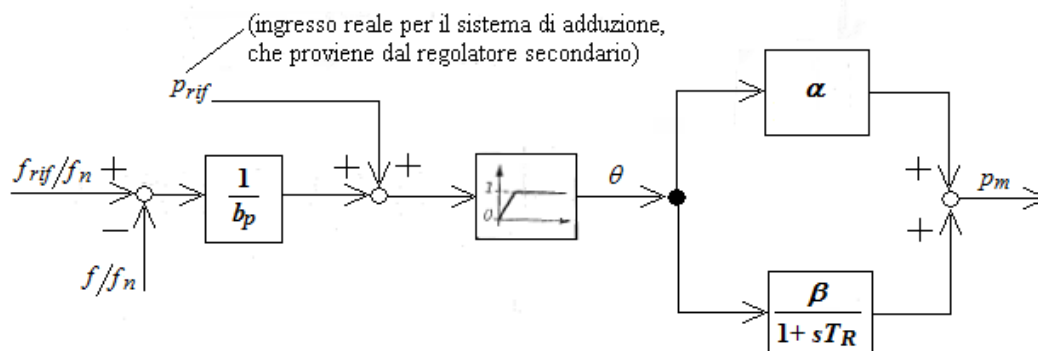 (ingresso reale per il sistema di adduzione,
che proviene dal regolatore secondario)
p_rif
f_rif/f_n +
−
f/f_n
1
b_p
+ +
1
0
θ
α
β
1+ sT_R
+
+
p_m